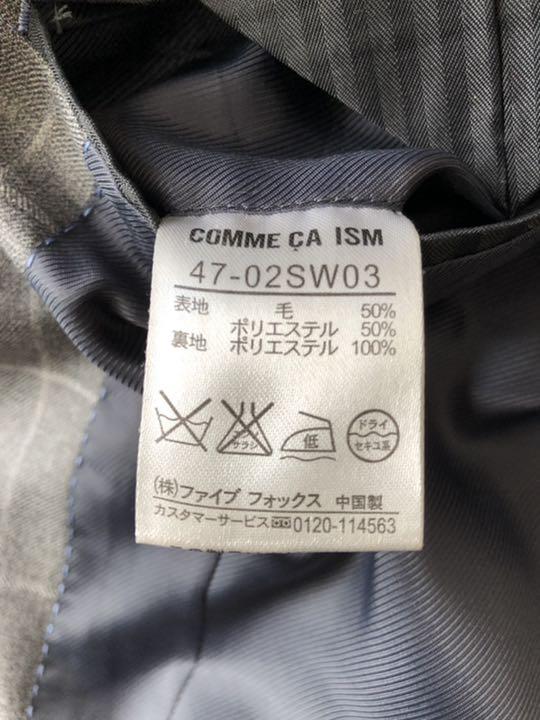 COMME ÇA ISM
47-02SW03
表地 毛 50%
ポリエステル 50%
裏地 ポリエステル 100%
サラシ 低 ドライ
セキユ系
(株)ファイブ フォックス 中国製
カスタマーサービス 0120-114563